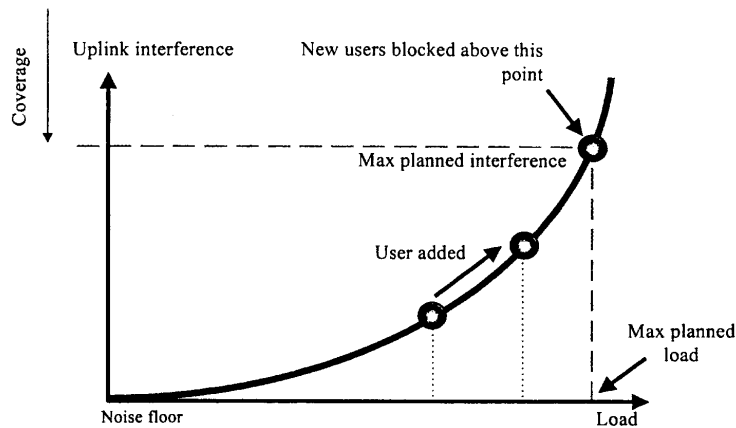 Coverage
Uplink interference
New users blocked above this
point
Max planned interference
User added
Max planned
load
Noise floor
Load